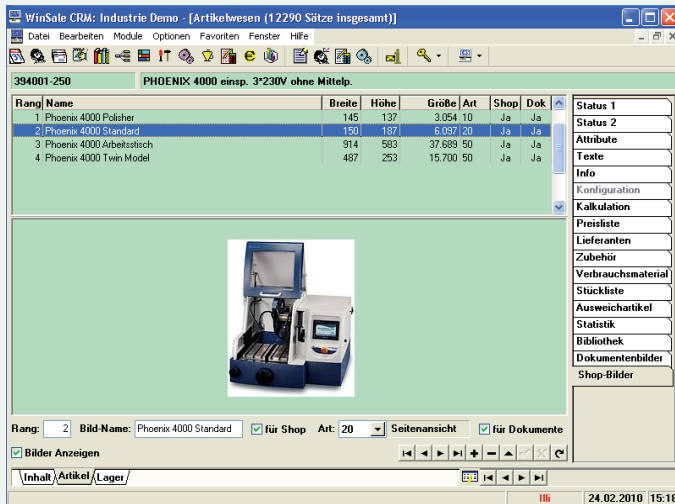 WinSale CRM: Industrie Demo - [Artikelwesen (12290 Sätze insgesamt)]
Datei Bearbeiten Module Optionen Favoriten Fenster Hilfe
394001-250 PHOENIX 4000 einsp. 3*230V ohne Mittelp.
Rang Name Breite Höhe Größe Art Shop Dok
1 Phoenix 4000 Polisher 145 137 3.054 10 Ja Ja
2 Phoenix 4000 Standard 150 187 6.097 20 Ja Ja
3 Phoenix 4000 Arbeitsstisch 914 583 37.689 50 Ja Ja
4 Phoenix 4000 Twin Model 487 253 15.700 50 Ja Ja
Status 1
Status 2
Attribute
Texte
Info
Konfiguration
Kalkulation
Preisliste
Lieferanten
Zubehör
Verbrauchsmaterial
Stückliste
Ausweichartikel
Statistik
Bibliothek
Dokumentenbilder
Shop-Bilder
Rang: 2 Bild-Name: Phoenix 4000 Standard für Shop Art: 20 Seitenansicht für Dokumente
Bilder Anzeigen
Inhalt Artikel Lager
Illi 24.02.2010 15:18